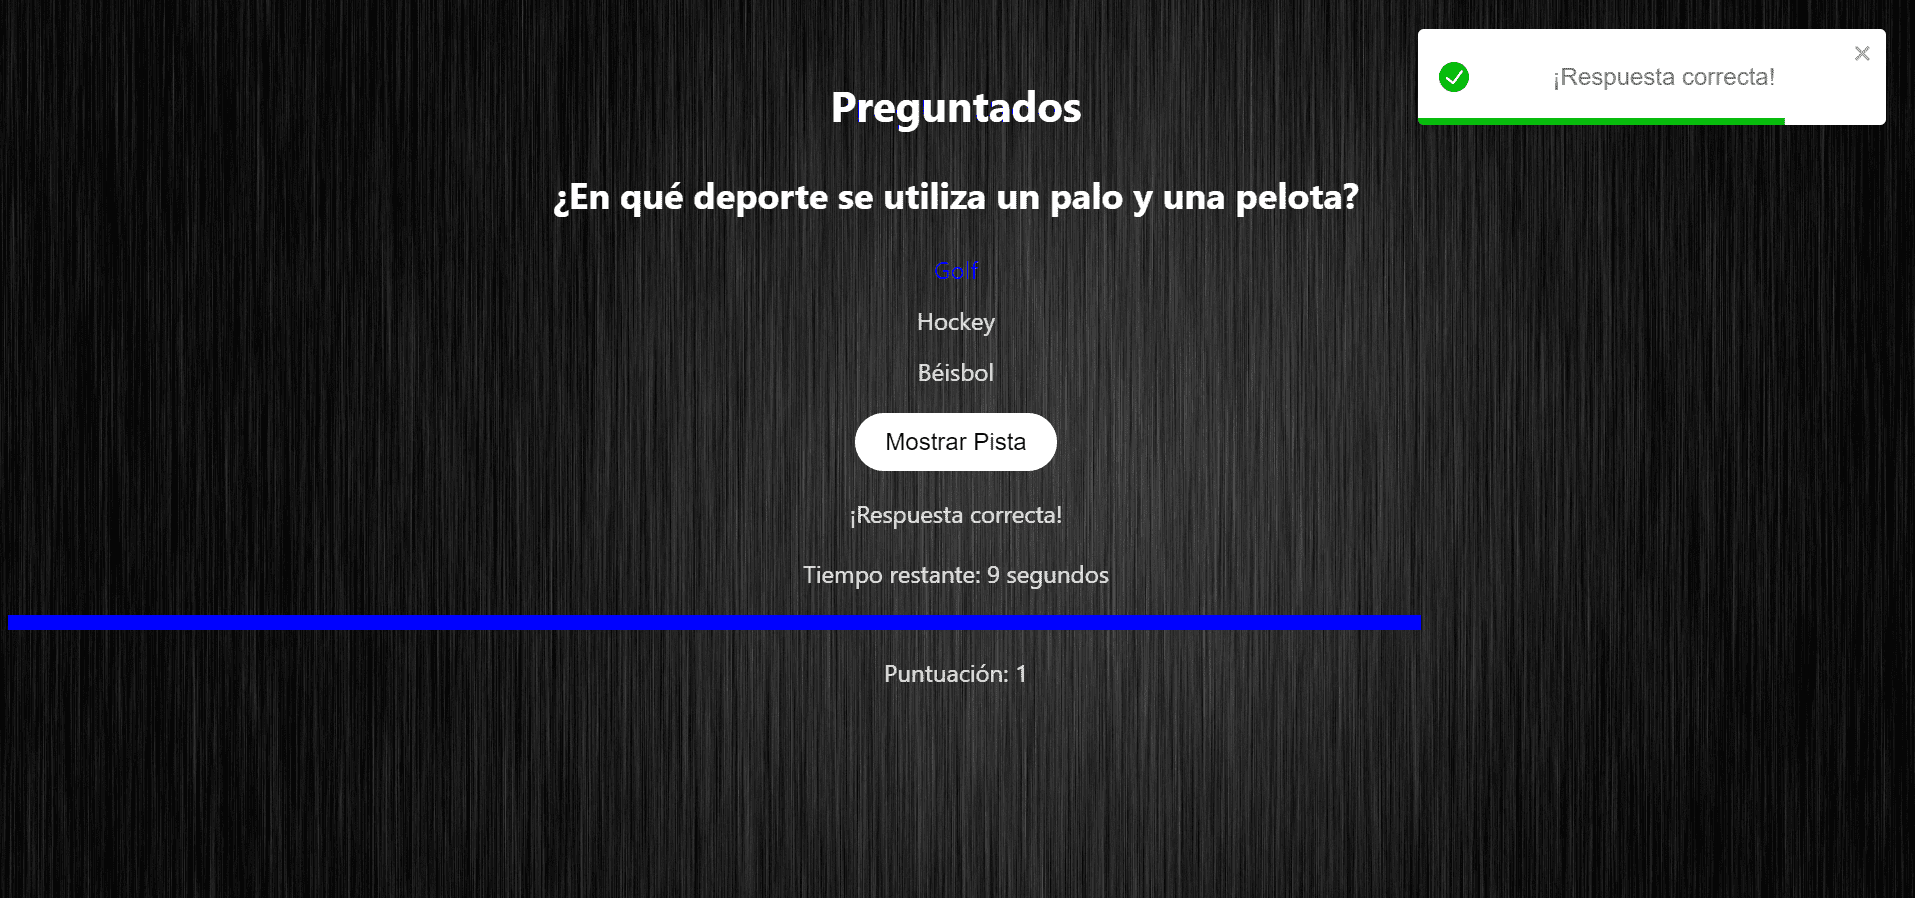 ¡Respuesta correcta!
Preguntados
¿En qué deporte se utiliza un palo y una pelota?
Golf
Hockey
Béisbol
Mostrar Pista
¡Respuesta correcta!
Tiempo restante: 9 segundos
Puntuación: 1